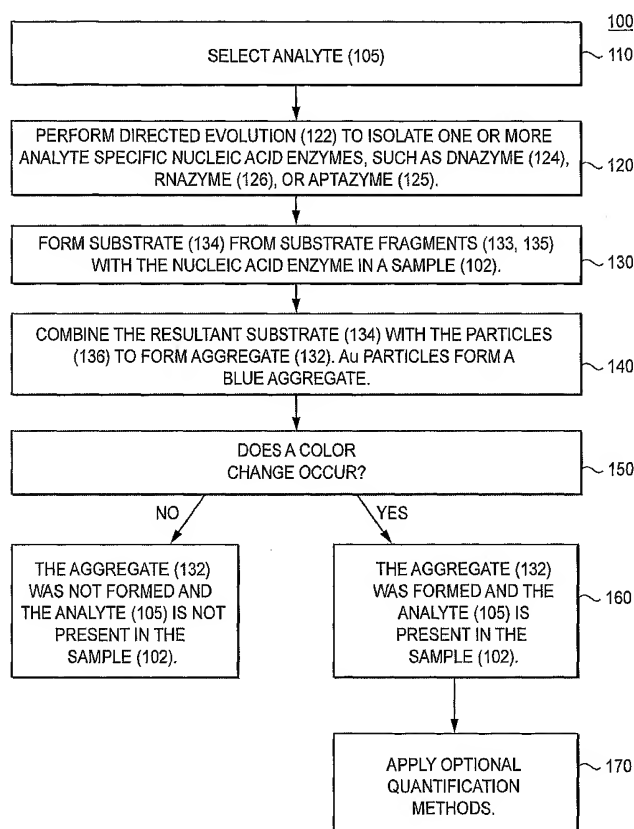 100
SELECT ANALYTE (105)
110
PERFORM DIRECTED EVOLUTION (122) TO ISOLATE ONE OR MORE
ANALYTE SPECIFIC NUCLEIC ACID ENZYMES, SUCH AS DNAZYME (124),
RNAZYME (126), OR APTAZYME (125).
120
FORM SUBSTRATE (134) FROM SUBSTRATE FRAGMENTS (133, 135)
WITH THE NUCLEIC ACID ENZYME IN A SAMPLE (102).
130
COMBINE THE RESULTANT SUBSTRATE (134) WITH THE PARTICLES
(136) TO FORM AGGREGATE (132). Au PARTICLES FORM A
BLUE AGGREGATE.
140
DOES A COLOR
CHANGE OCCUR?
150
NO
YES
THE AGGREGATE (132)
WAS NOT FORMED AND
THE ANALYTE (105) IS NOT
PRESENT IN THE
SAMPLE (102).
THE AGGREGATE (132)
WAS FORMED AND THE
ANALYTE (105) IS
PRESENT IN THE
SAMPLE (102).
160
APPLY OPTIONAL
QUANTIFICATION
METHODS.
170